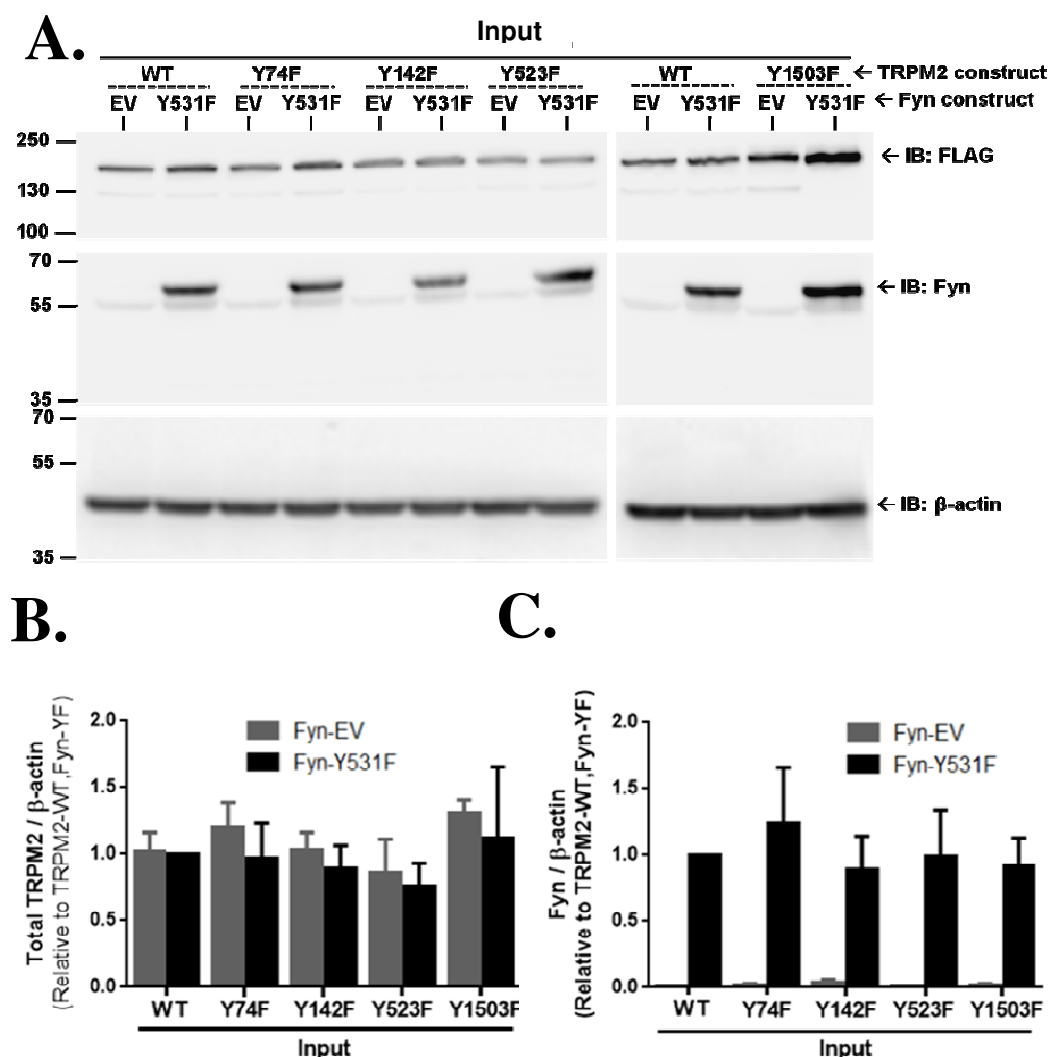 A.
Input
WT Y74F Y142F Y523F WT Y1503F ← TRPM2 construct
EV Y531F EV Y531F EV Y531F EV Y531F EV Y531F EV Y531F ← Fyn construct
250
130
100
← IB: FLAG
70
55
35
← IB: Fyn
70
55
35
← IB: β-actin
B.
Total TRPM2 / β-actin
(Relative to TRPM2-WT,Fyn-YF)
2.0
1.5
1.0
0.5
0.0
Fyn-EV
Fyn-Y531F
WT Y74F Y142F Y523F Y1503F
Input
C.
Fyn / β-actin
(Relative to TRPM2-WT,Fyn-YF)
2.0
1.5
1.0
0.5
0.0
Fyn-EV
Fyn-Y531F
WT Y74F Y142F Y523F Y1503F
Input